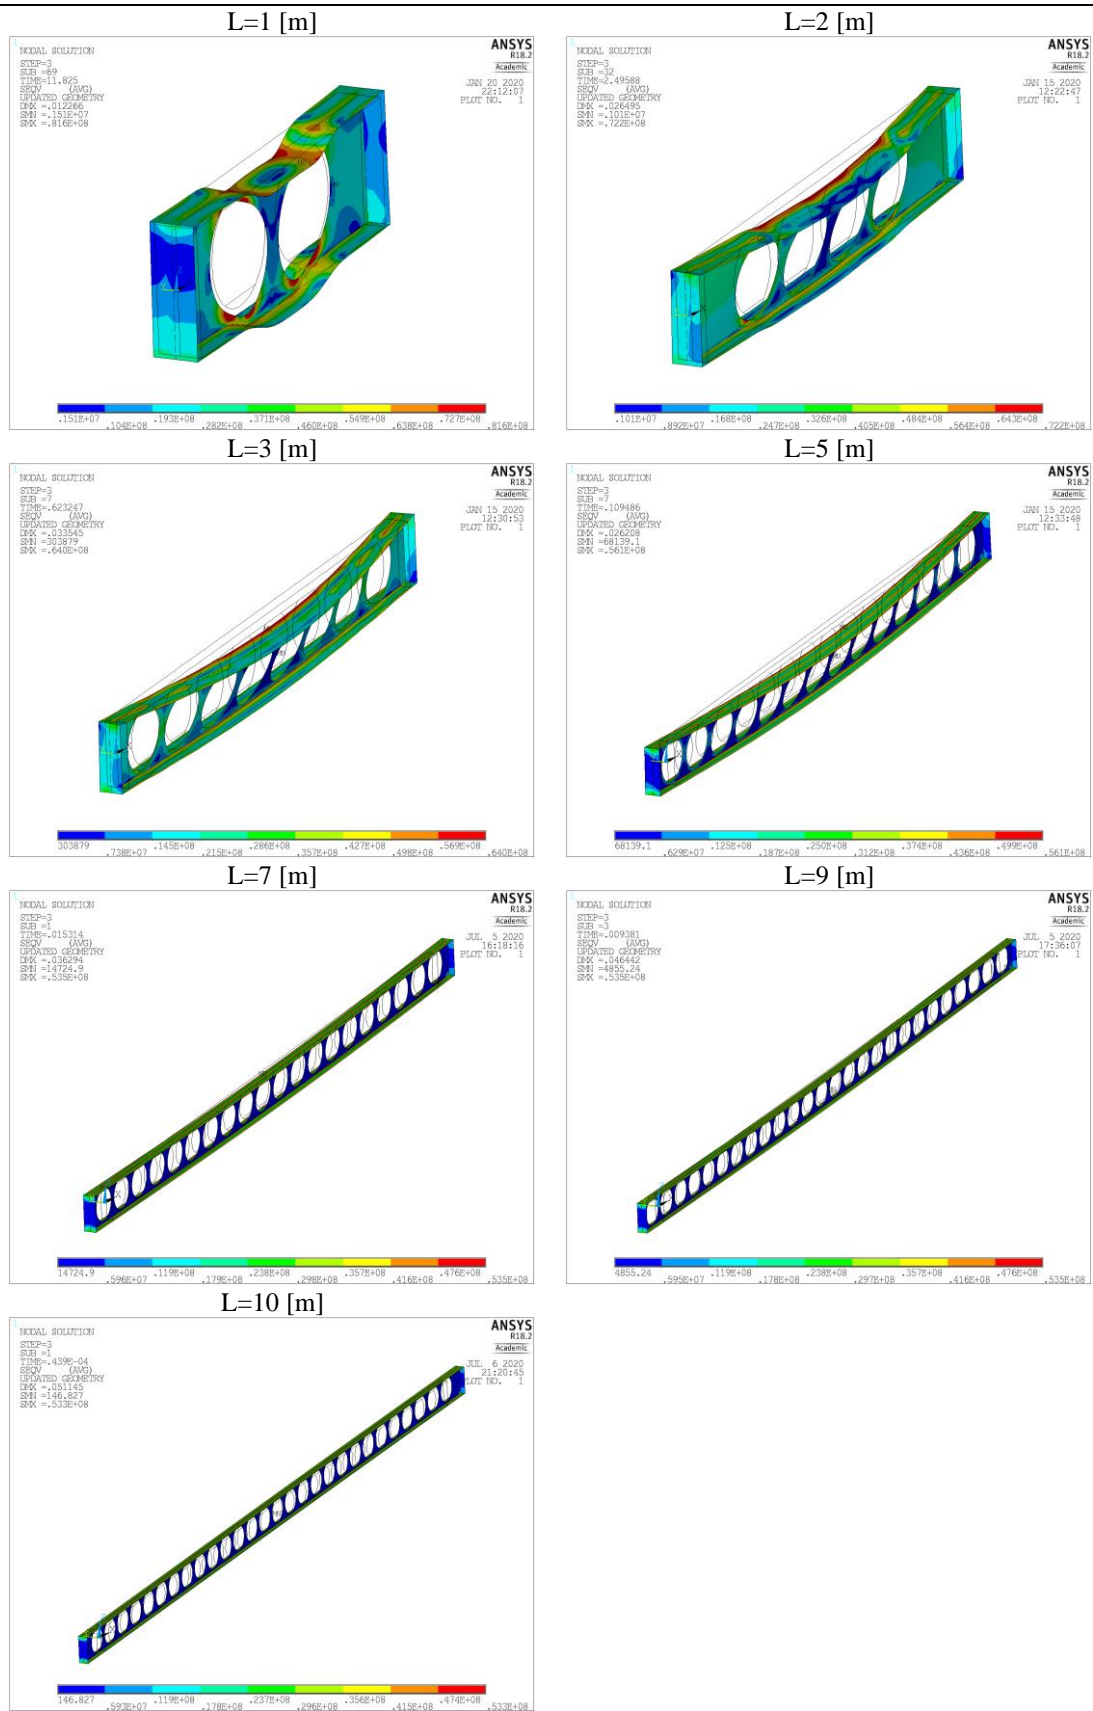 L=1 [m]
1
NODAL SOLUTION
STEP=3
SUB =69
TIME=11.825
SEQV (AVG)
UPDATED GEOMETRY
DMX =.012266
SMN =.151E+07
SMX =.816E+08
ANSYS
R18.2
Academic
JAN 20 2020
22:12:07
PLOT NO. 1
MX
MN
Z
Y
.151E+07 .193E+08 .371E+08 .549E+08 .727E+08
.104E+08 .282E+08 .460E+08 .638E+08 .816E+08
L=2 [m]
1
NODAL SOLUTION
STEP=3
SUB =32
TIME=2.49588
SEQV (AVG)
UPDATED GEOMETRY
DMX =.026495
SMN =.101E+07
SMX =.722E+08
ANSYS
R18.2
Academic
JAN 15 2020
12:22:47
PLOT NO. 1
X
.101E+07 .168E+08 .326E+08 .484E+08 .643E+08
.892E+07 .247E+08 .405E+08 .564E+08 .722E+08
L=3 [m]
1
NODAL SOLUTION
STEP=3
SUB =7
TIME=.623247
SEQV (AVG)
UPDATED GEOMETRY
DMX =.033545
SMN =303879
SMX =.640E+08
ANSYS
R18.2
Academic
JAN 15 2020
12:30:53
PLOT NO. 1
MN
X
303879 .145E+08 .286E+08 .427E+08 .569E+08
.738E+07 .215E+08 .357E+08 .498E+08 .640E+08
L=5 [m]
1
NODAL SOLUTION
STEP=3
SUB =7
TIME=.109486
SEQV (AVG)
UPDATED GEOMETRY
DMX =.026208
SMN =68139.1
SMX =.561E+08
ANSYS
R18.2
Academic
JAN 15 2020
12:33:48
PLOT NO. 1
X
68139.1 .125E+08 .250E+08 .374E+08 .499E+08
.629E+07 .187E+08 .312E+08 .436E+08 .561E+08
L=7 [m]
1
NODAL SOLUTION
STEP=3
SUB =1
TIME=.015314
SEQV (AVG)
UPDATED GEOMETRY
DMX =.036294
SMN =14724.9
SMX =.535E+08
ANSYS
R18.2
Academic
JUL 5 2020
16:18:16
PLOT NO. 1
X
14724.9 .119E+08 .238E+08 .357E+08 .476E+08
.596E+07 .179E+08 .298E+08 .416E+08 .535E+08
L=9 [m]
1
NODAL SOLUTION
STEP=3
SUB =3
TIME=.009381
SEQV (AVG)
UPDATED GEOMETRY
DMX =.046442
SMN =4855.24
SMX =.535E+08
ANSYS
R18.2
Academic
JUL 5 2020
17:36:07
PLOT NO. 1
4855.24 .119E+08 .238E+08 .357E+08 .476E+08
.595E+07 .178E+08 .297E+08 .416E+08 .535E+08
L=10 [m]
1
NODAL SOLUTION
STEP=3
SUB =1
TIME=.439E-04
SEQV (AVG)
UPDATED GEOMETRY
DMX =.051145
SMN =146.827
SMX =.533E+08
ANSYS
R18.2
Academic
JUL 6 2020
21:20:45
PLOT NO. 1
146.827 .119E+08 .237E+08 .356E+08 .474E+08
.593E+07 .178E+08 .296E+08 .415E+08 .533E+08